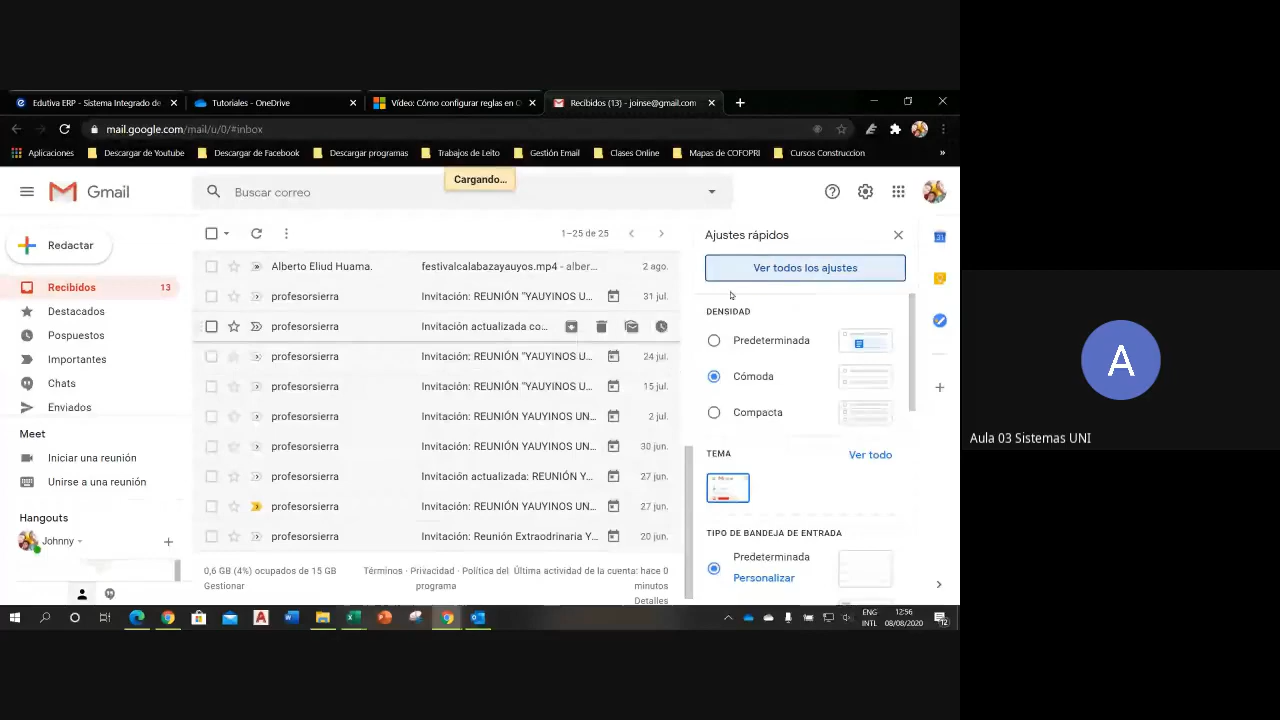 Edutiva ERP - Sistema Integrado de
Tutoriales - OneDrive
Vídeo: Cómo configurar reglas en O
Recibidos (13) - joinse@gmail.com
mail.google.com/mail/u/0/#inbox
Aplicaciones
Descargar de Youtube
Descargar de Facebook
Descargar programas
Trabajos de Leito
Gestión Email
Clases Online
Mapas de COFOPRI
Cursos Construccion
»
Gmail
Buscar correo
Cargando...
Redactar
Recibidos 13
Destacados
Pospuestos
Importantes
Chats
Enviados
Meet
Iniciar una reunión
Unirse a una reunión
Hangouts
Johnny
1–25 de 25
Alberto Eliud Huama. festivalcalabazayauyos.mp4 - alber... 2 ago.
profesorsierra Invitación: REUNIÓN "YAUYINOS U... 31 jul.
profesorsierra Invitación actualizada co...
profesorsierra Invitación: REUNIÓN "YAUYINOS U... 24 jul.
profesorsierra Invitación: REUNIÓN "YAUYINOS U... 15 jul.
profesorsierra Invitación: REUNIÓN YAUYINOS UN... 2 jul.
profesorsierra Invitación: REUNIÓN YAUYINOS UN... 30 jun.
profesorsierra Invitación actualizada: REUNIÓN Y... 27 jun.
profesorsierra Invitación: REUNIÓN YAUYINOS UN... 27 jun.
profesorsierra Invitación: Reunión Extraodrinaria Y... 20 jun.
0,6 GB (4%) ocupados de 15 GB
Gestionar
Términos · Privacidad · Política del
programa
Última actividad de la cuenta: hace 0
minutos
Detalles
Ajustes rápidos
Ver todos los ajustes
DENSIDAD
Predeterminada
Cómoda
Compacta
TEMA Ver todo
TIPO DE BANDEJA DE ENTRADA
Predeterminada
Personalizar
31
ENG
INTL
12:56
08/08/2020
12
A
Aula 03 Sistemas UNI